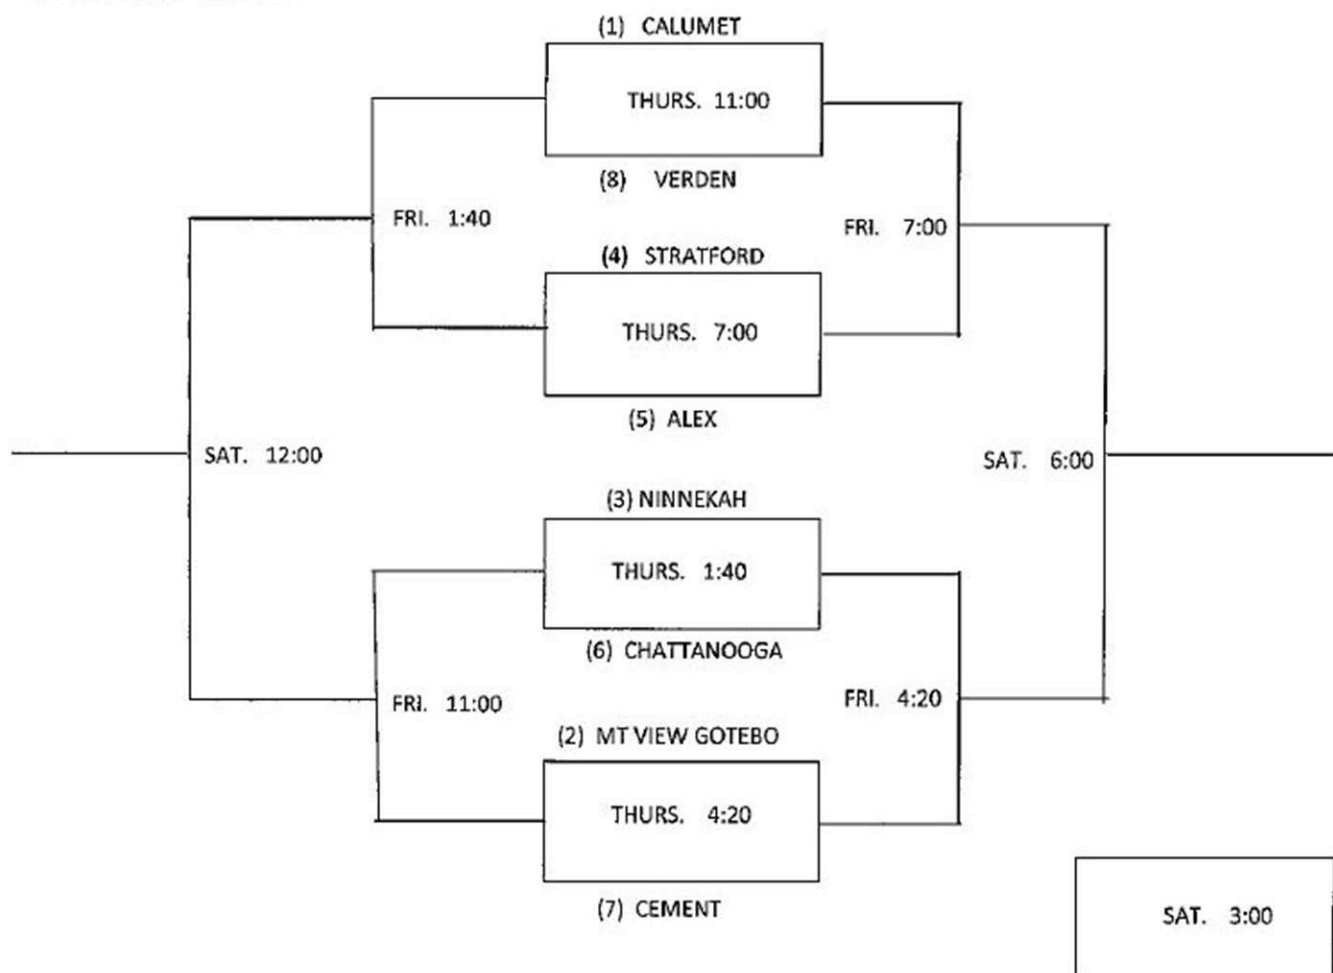 (1) CALUMET
THURS. 11:00
(8) VERDEN
FRI. 1:40
FRI. 7:00
(4) STRATFORD
THURS. 7:00
(5) ALEX
SAT. 12:00
SAT. 6:00
(3) NINNEKAH
THURS. 1:40
(6) CHATTANOOGA
FRI. 11:00
FRI. 4:20
(2) MT VIEW GOTEBO
THURS. 4:20
(7) CEMENT
SAT. 3:00